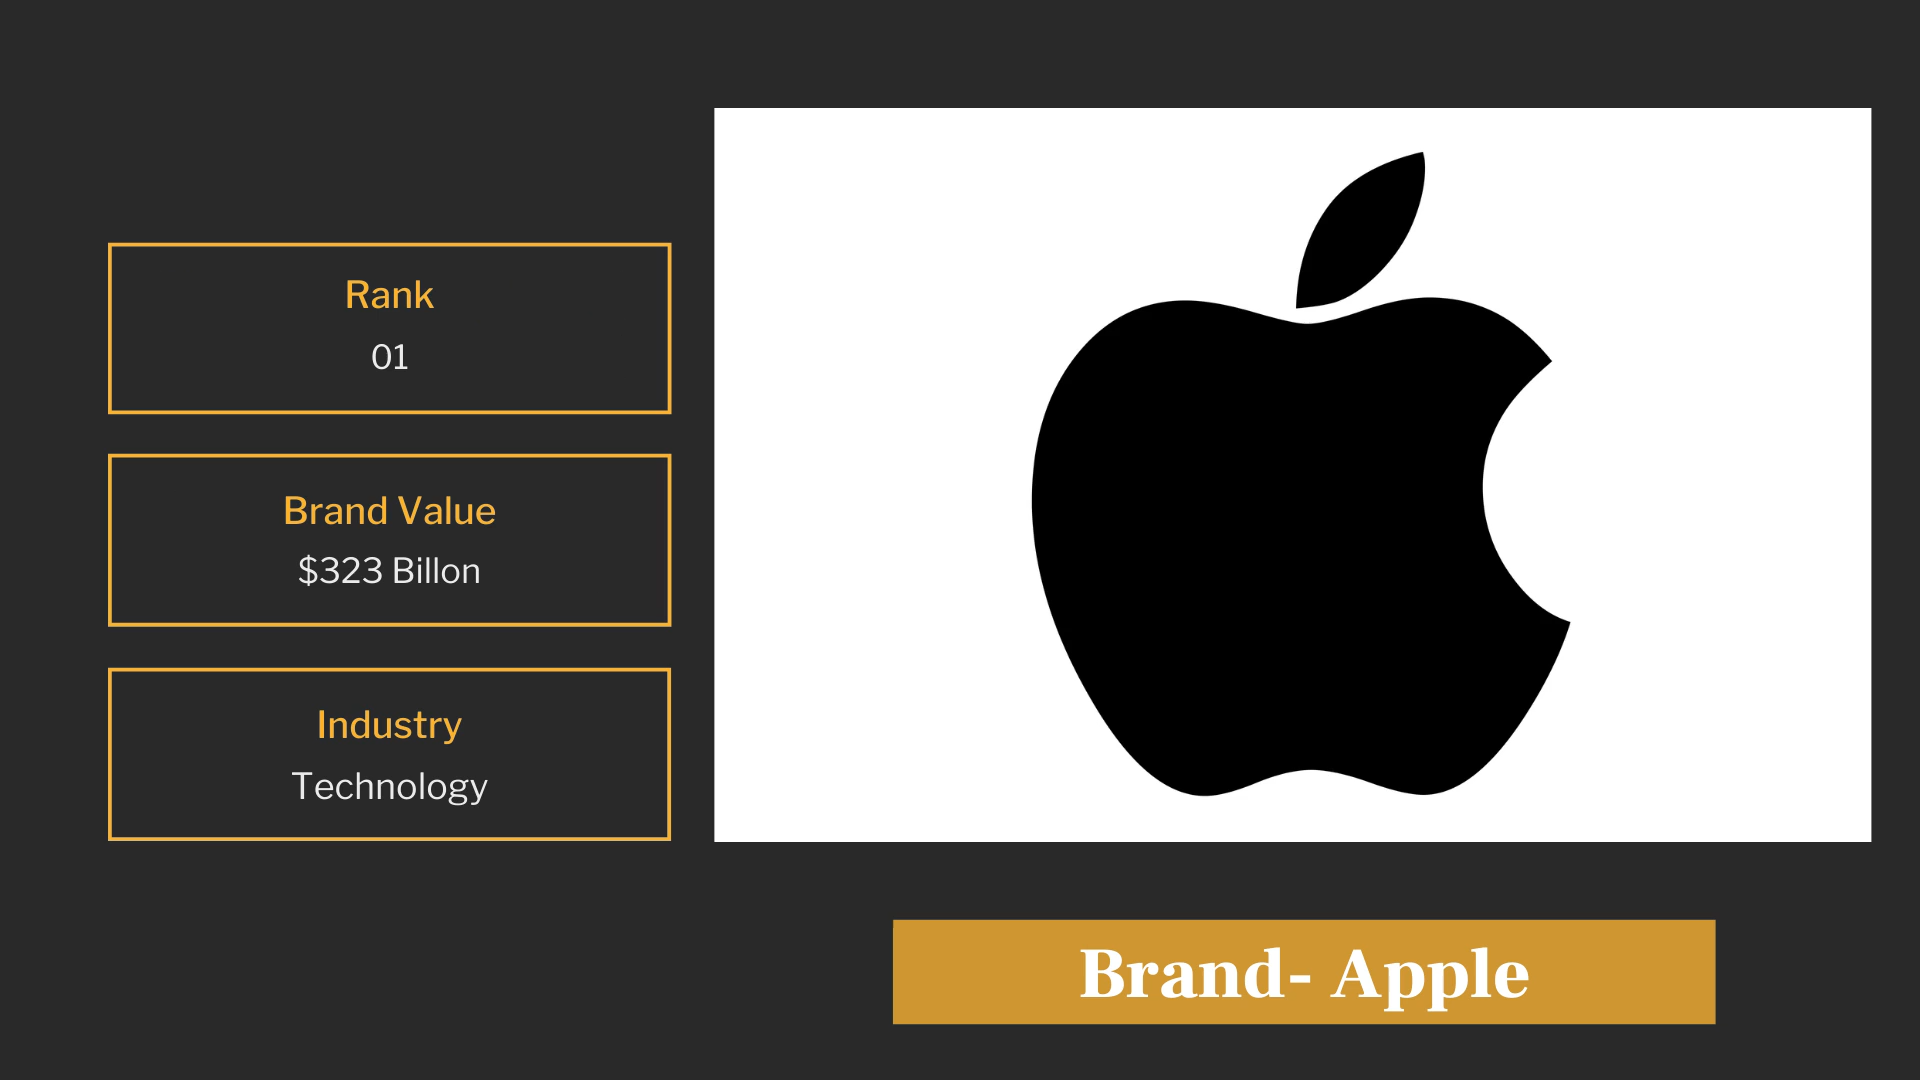 Rank
01
Brand Value
$323 Billon
Industry
Technology
Brand- Apple